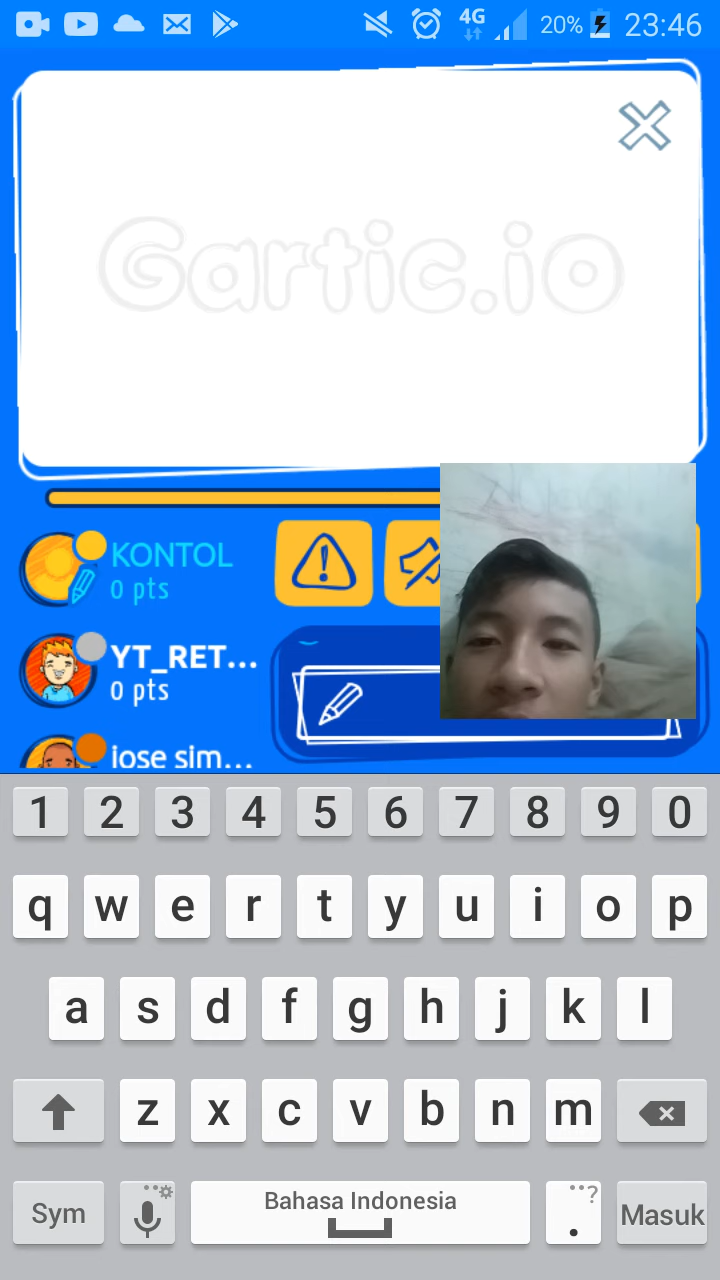 4G 20% 23:46
Gartic.io
KONTOL
0 pts
YT_RET...
0 pts
jose sim...
1 2 3 4 5 6 7 8 9 0
q w e r t y u i o p
a s d f g h j k l
z x c v b n m
Sym Bahasa Indonesia ? . Masuk